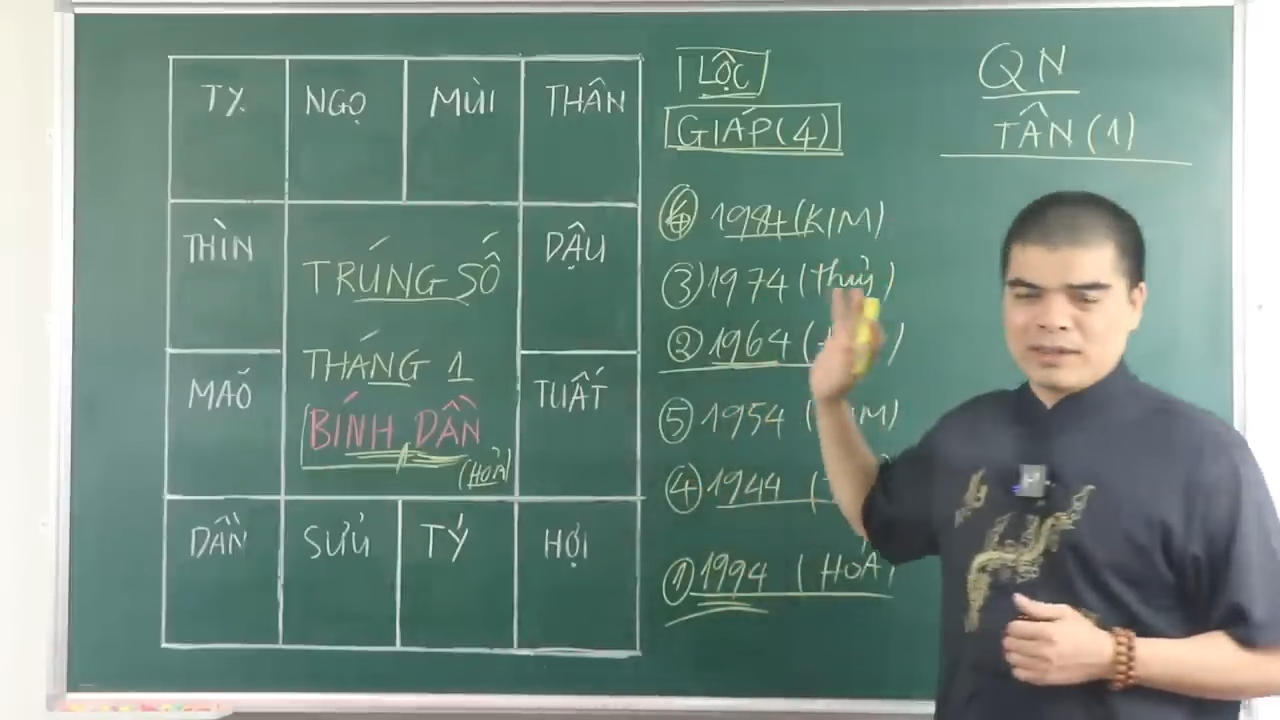 TỴ NGỌ MÙI THÂN
THÌN DẬU
TRÚNG SỐ
MAÕ THÁNG 1 TUẤT
BÍNH DẦN
(HOẢ)
DẦN SỬU TÝ HỢI
1 LỘC
GIÁP(4)
1984 (KIM)
③ 1974 (Thuỷ)
② 1964 (
⑤ 1954 (
④ 1944 (
① 1994 (HOẢ)
QN
TÂN(1)